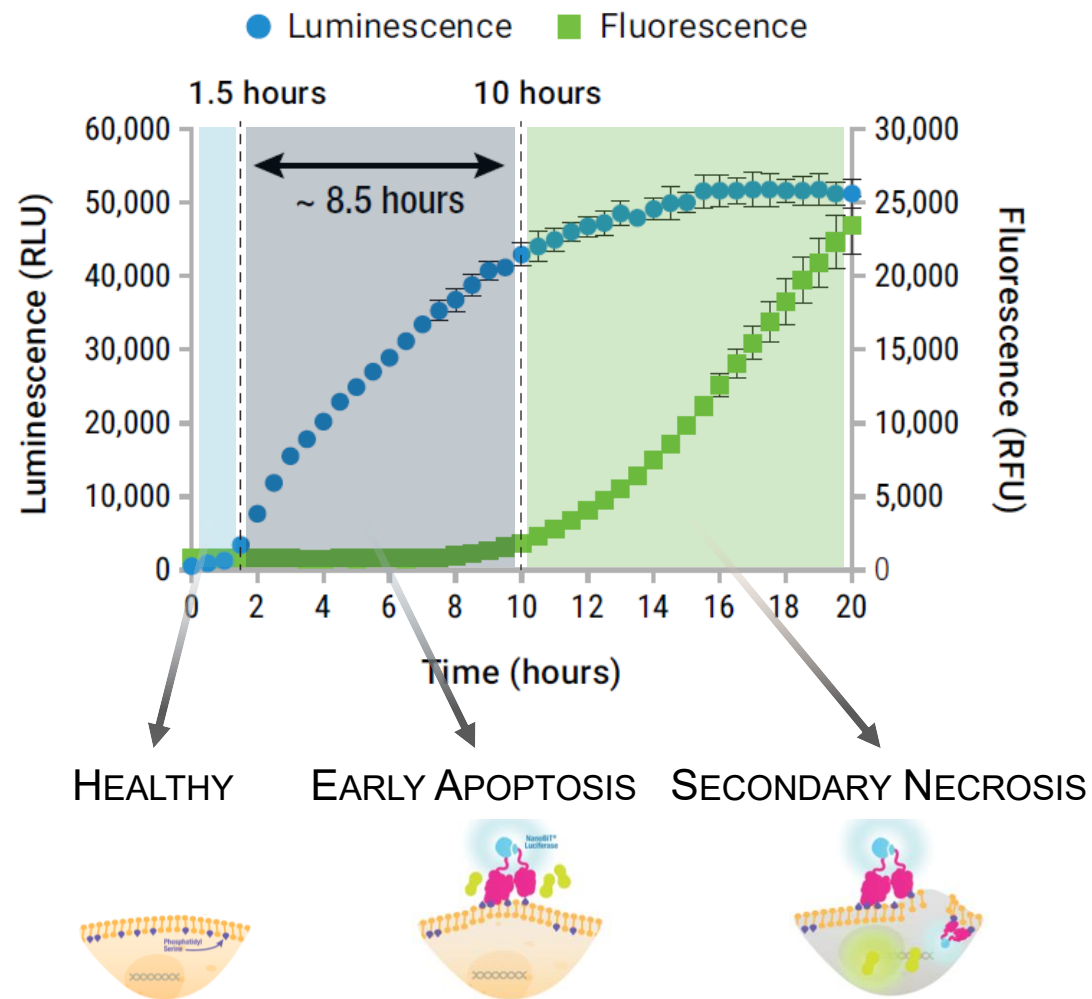 Luminescence Fluorescence
1.5 hours 10 hours
60,000 30,000
~ 8.5 hours
50,000 25,000
40,000 20,000
30,000 15,000
20,000 10,000
10,000 5,000
0 0
Luminescence (RLU)
Fluorescence (RFU)
0 2 4 6 8 10 12 14 16 18 20
Time (hours)
HEALTHY EARLY APOPTOSIS SECONDARY NECROSIS
NanoBiT®
Luciferase
Phosphatidyl
Serine